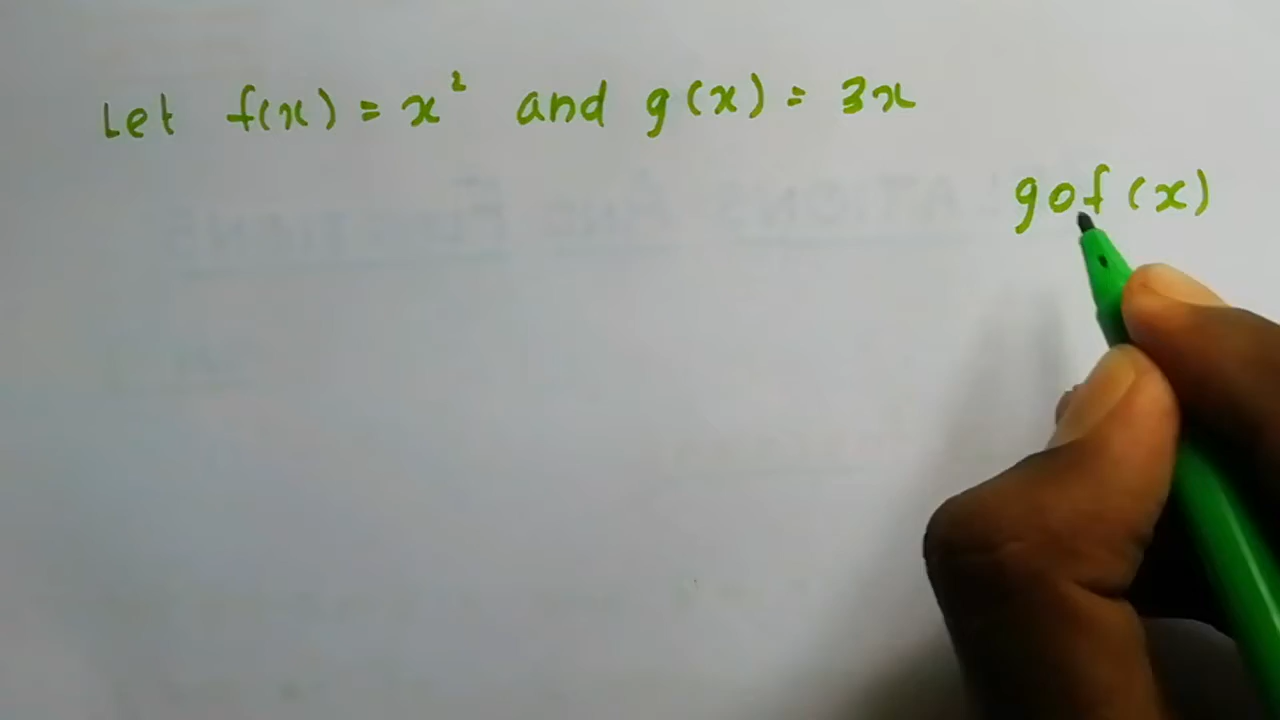 Let f(x) = x² and g(x) = 3x
gof(x)